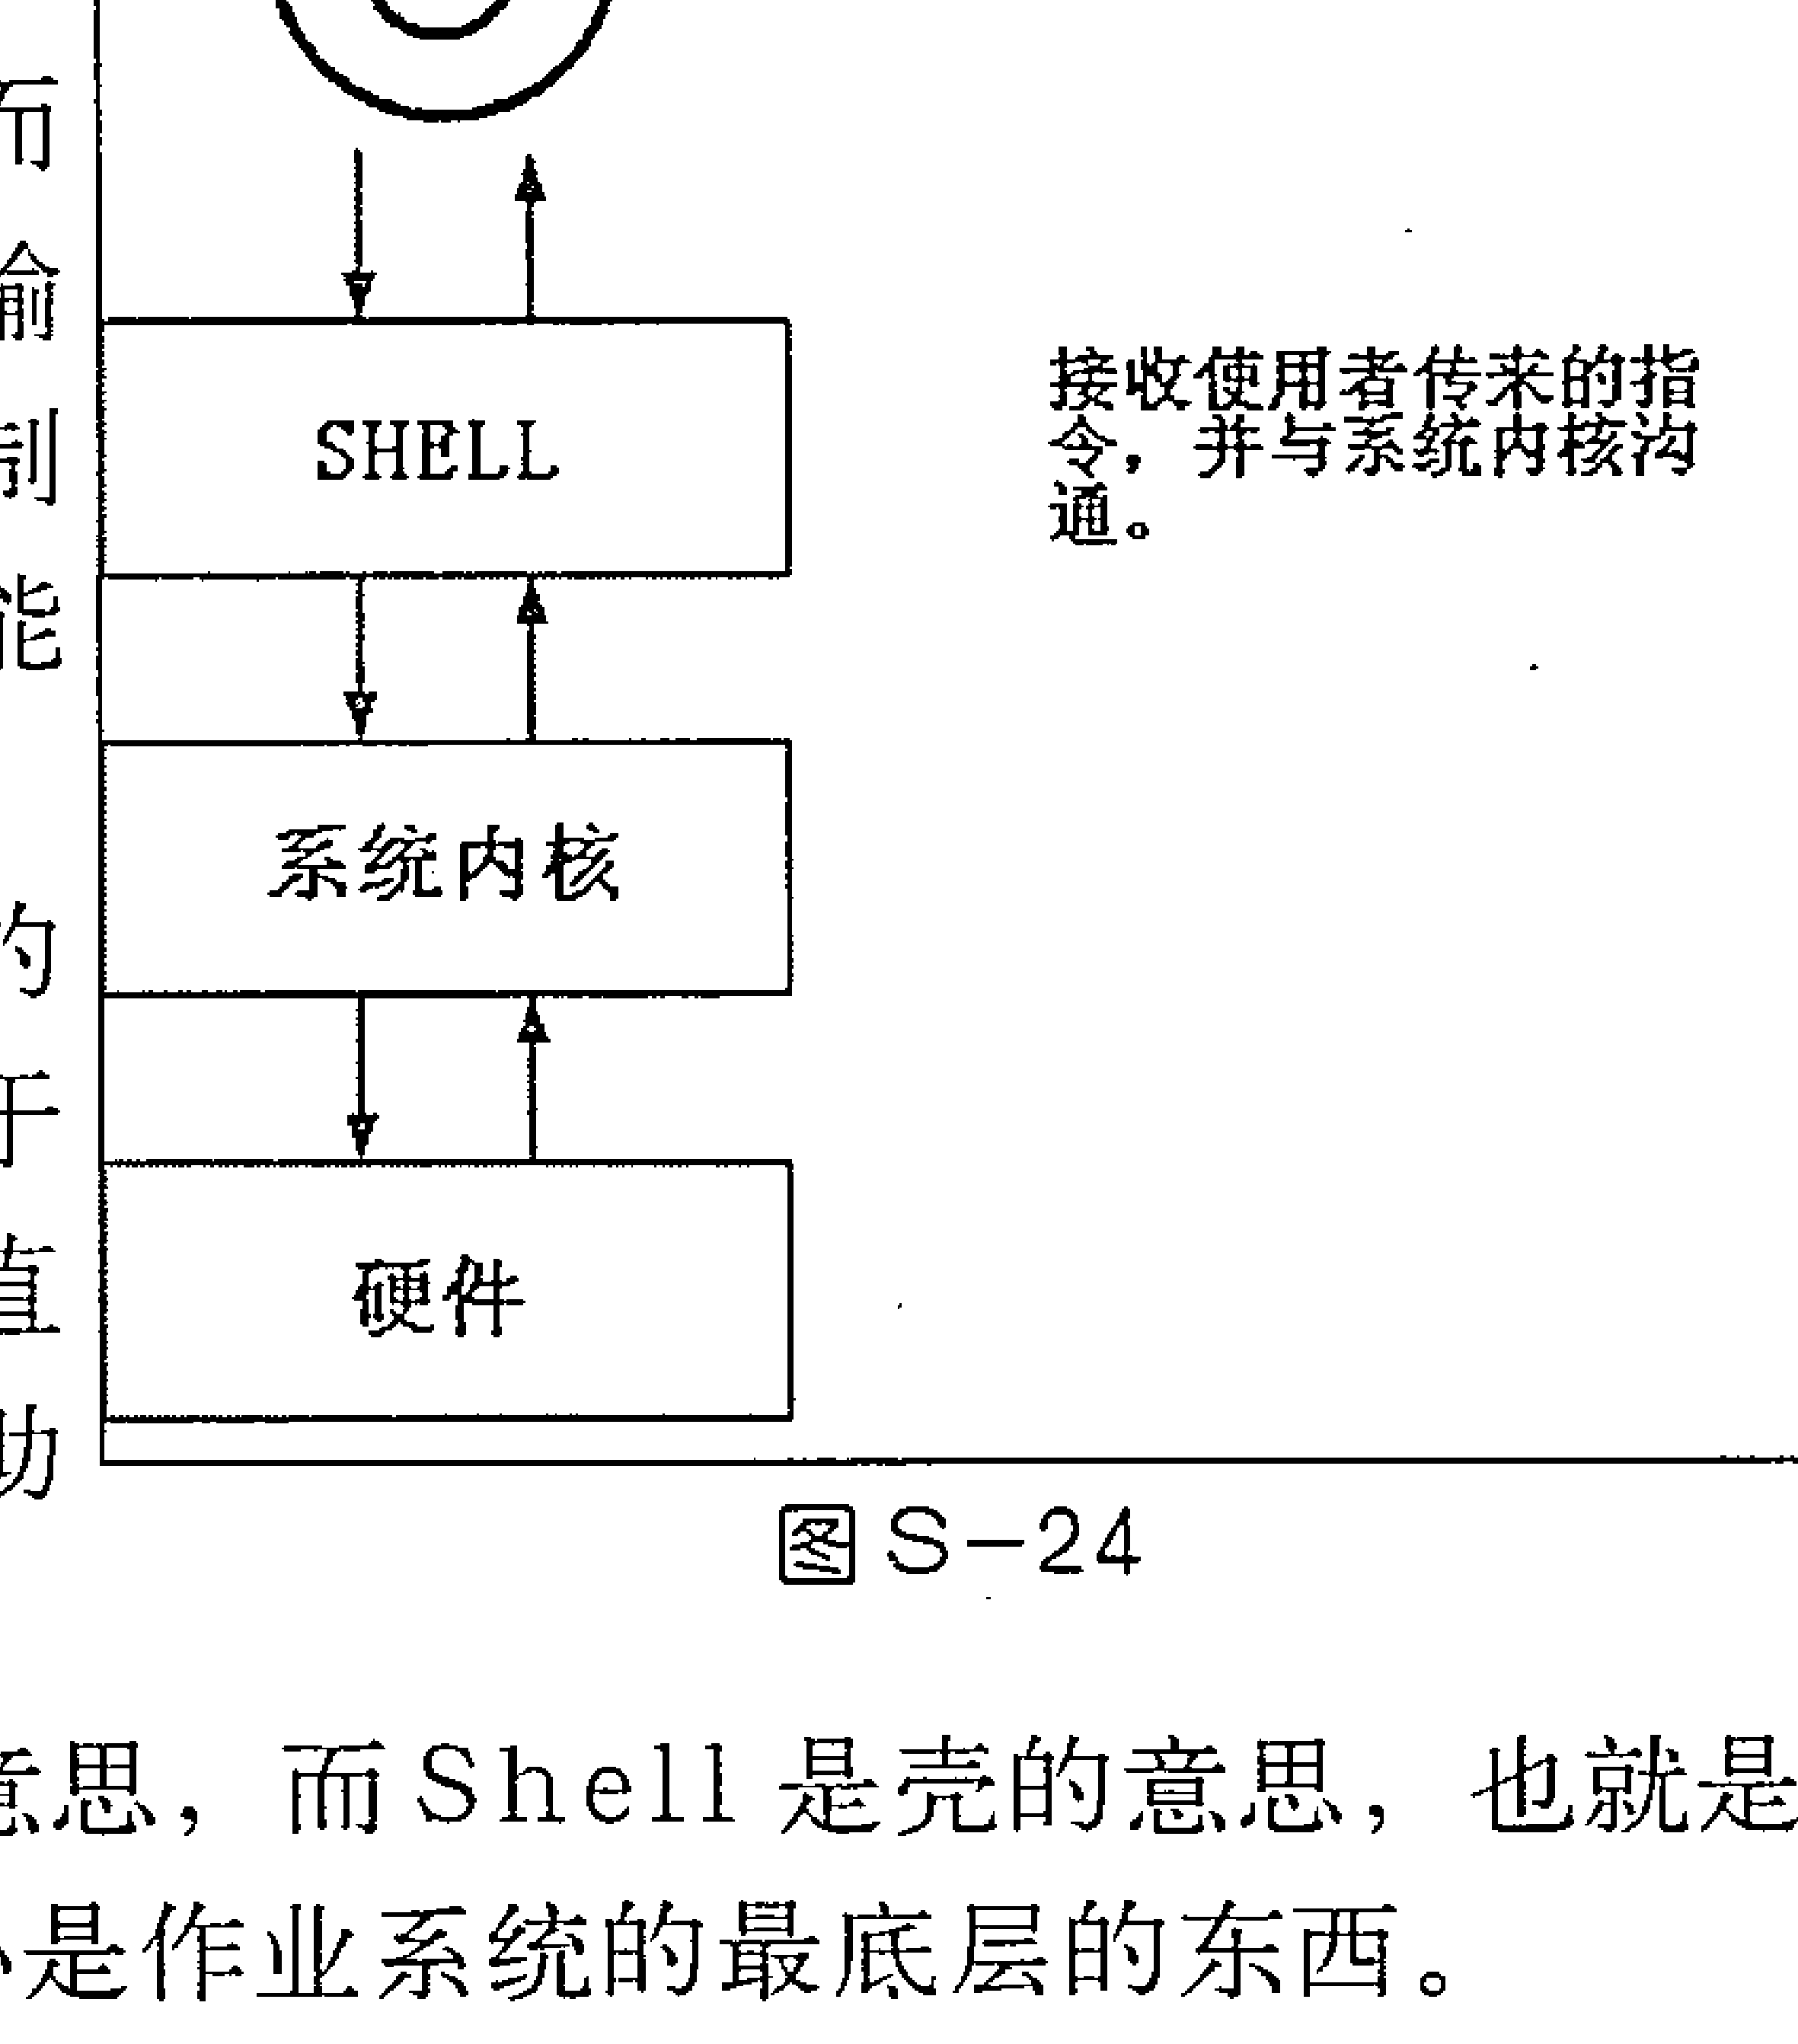 而
输
制
能
的
于
直
助
SHELL
接收使用者传来的指
令，并与系统内核沟
通。
系统内核
硬件
图S-24
意思，而Shell是壳的意思，也就是
是作业系统的最底层的东西。